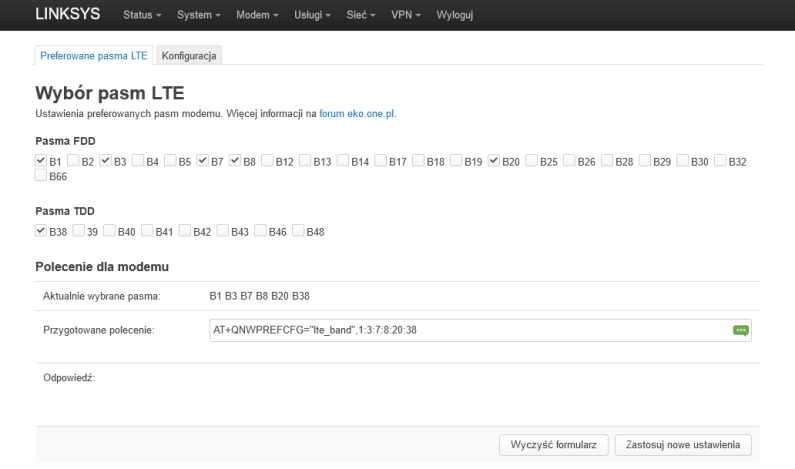 LINKSYS Status System Modem Usługi Sieć VPN Wyloguj
Preferowane pasma LTE Konfiguracja
Wybór pasm LTE
Ustawienia preferowanych pasm modemu. Więcej informacji na forum eko.one.pl.
Pasma FDD
B1 B2 B3 B4 B5 B7 B8 B12 B13 B14 B17 B18 B19 B20 B25 B26 B28 B29 B30 B32
B66
Pasma TDD
B38 39 B40 B41 B42 B43 B46 B48
Polecenie dla modemu
Aktualnie wybrane pasma: B1 B3 B7 B8 B20 B38
Przygotowane polecenie: AT+QNWPREFCFG="lte_band",1:3:7:8:20:38
Odpowiedź:
Wyczyść formularz Zastosuj nowe ustawienia